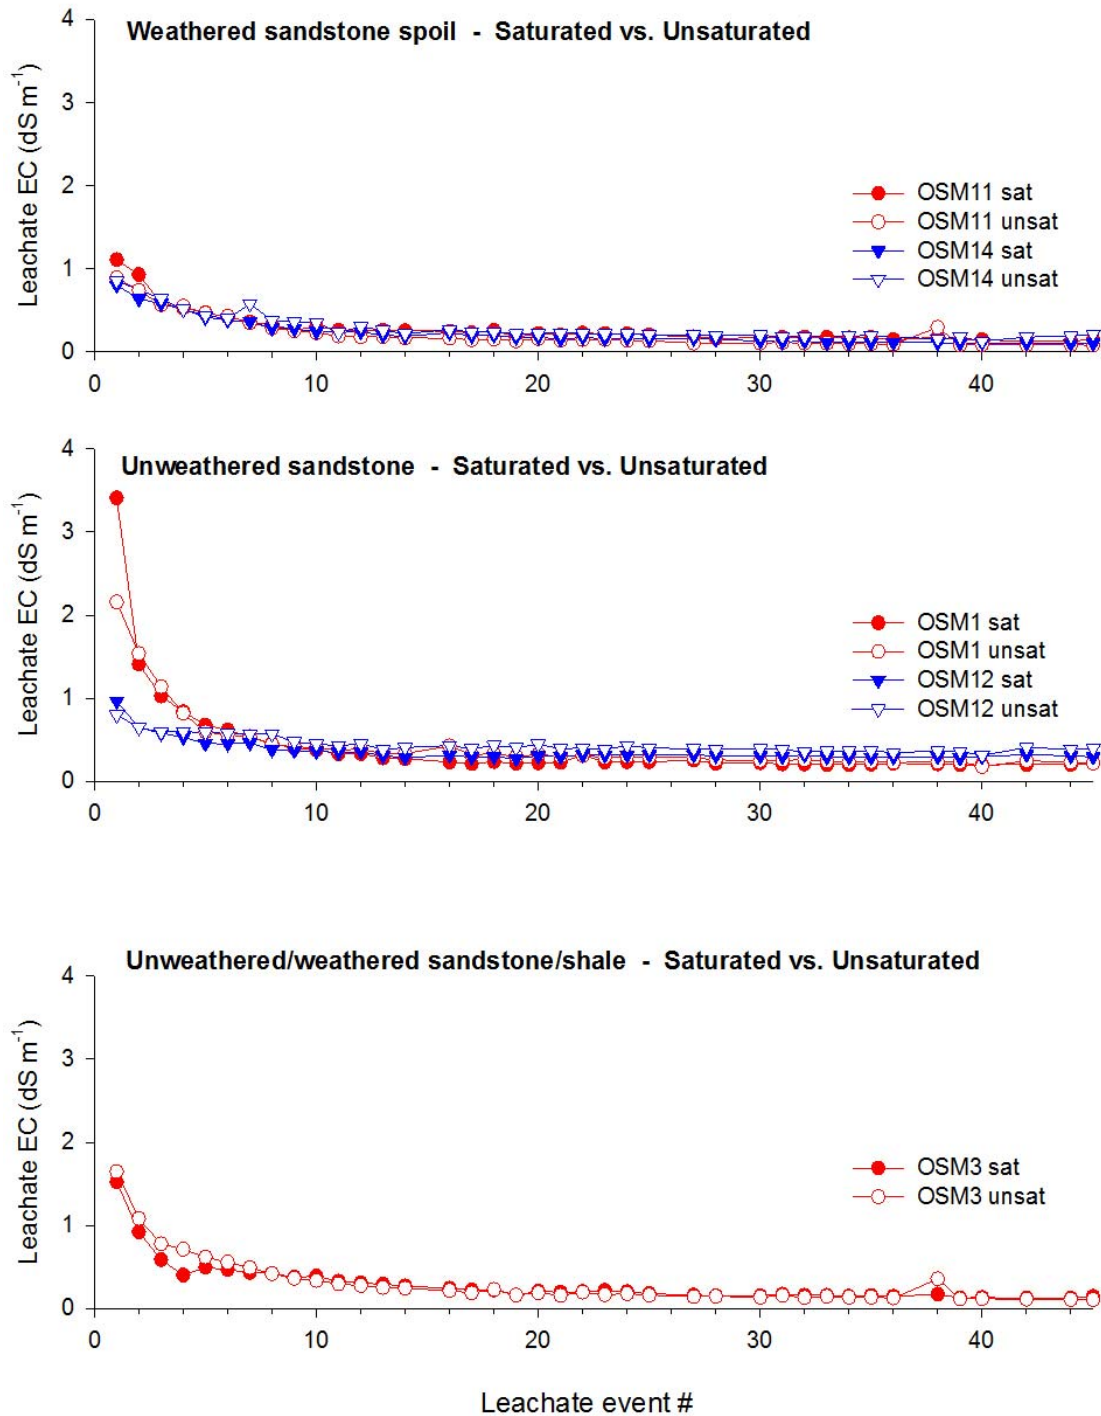 Weathered sandstone spoil - Saturated vs. Unsaturated
Leachate EC (dS m-1)
4
3
2
1
0
OSM11 sat
OSM11 unsat
OSM14 sat
OSM14 unsat
0 10 20 30 40
Unweathered sandstone - Saturated vs. Unsaturated
Leachate EC (dS m-1)
4
3
2
1
0
OSM1 sat
OSM1 unsat
OSM12 sat
OSM12 unsat
0 10 20 30 40
Unweathered/weathered sandstone/shale - Saturated vs. Unsaturated
Leachate EC (dS m-1)
4
3
2
1
0
OSM3 sat
OSM3 unsat
0 10 20 30 40
Leachate event #